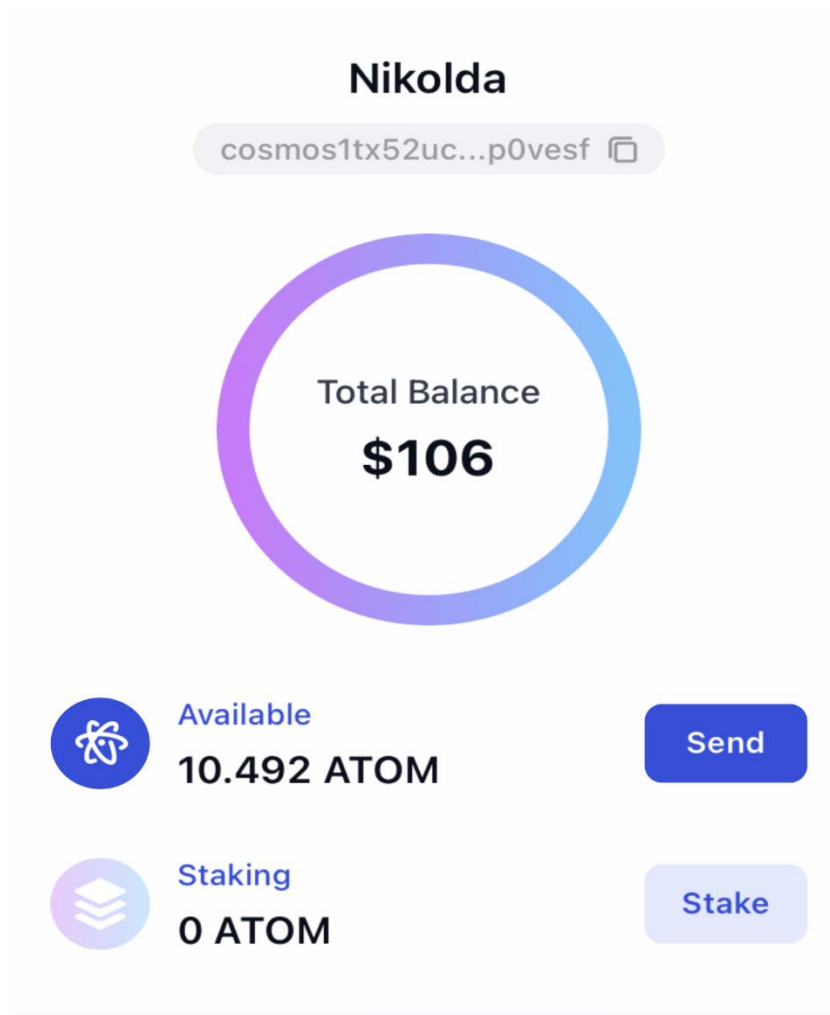 Nikolda
cosmos1tx52uc...p0vesf
Total Balance
$106
Available
10.492 ATOM
Send
Staking
0 ATOM
Stake